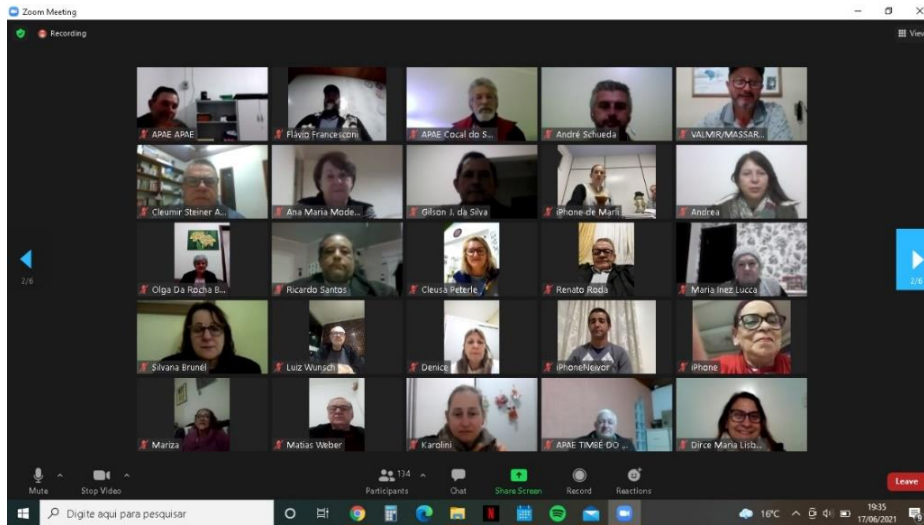 Zoom Meeting
Recording
View
APAE APAE
Flávio Francesconi
APAE Cocal do S...
André Schueda
VALMIR/MASSAR...
Cleumir Steiner A...
Ana Maria Mode...
Gilson J. da Silva
iPhone de Marli
Andrea
2/6
2/6
Olga Da Rocha B...
Ricardo Santos
Cleusa Peterle
Renato Roda
Maria Inez Lucca
Silvana Brunél
Luiz Wunsch
Denice
iPhoneNeivor
iPhone
Mariza
Matias Weber
Karolini
APAE TIMBÉ DO ...
Dirce Maria Lisb...
Mute
Stop Video
134
Participants
Chat
Share Screen
Record
Reactions
Leave
Digite aqui para pesquisar
16°C
19:35
17/06/2021